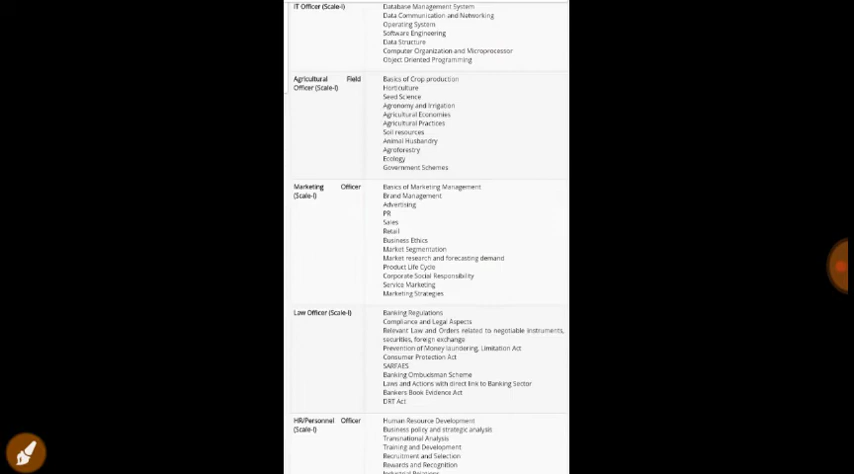 IT Officer (Scale-I)
Database Management System
Data Communication and Networking
Operating System
Software Engineering
Data Structure
Computer Organization and Microprocessor
Object Oriented Programming
Agricultural Field
Officer (Scale-I)
Basics of Crop production
Horticulture
Seed Science
Agronomy and Irrigation
Agricultural Economies
Agricultural Practices
Soil resources
Animal Husbandry
Agroforestry
Ecology
Government Schemes
Marketing Officer
(Scale-I)
Basics of Marketing Management
Brand Management
Advertising
PR
Sales
Retail
Business Ethics
Market Segmentation
Market research and forecasting demand
Product Life Cycle
Corporate Social Responsibility
Service Marketing
Marketing Strategies
Law Officer (Scale-I)
Banking Regulations
Compliance and Legal Aspects
Relevant Law and Orders related to negotiable instruments,
securities, foreign exchange
Prevention of Money laundering, Limitation Act
Consumer Protection Act
SARFAES
Banking Ombudsman Scheme
Laws and Actions with direct link to Banking Sector
Bankers Book Evidence Act
DRT Act
HR/Personnel Officer
(Scale-I)
Human Resource Development
Business policy and strategic analysis
Transnational Analysis
Training and Development
Recruitment and Selection
Rewards and Recognition
Industrial Relations